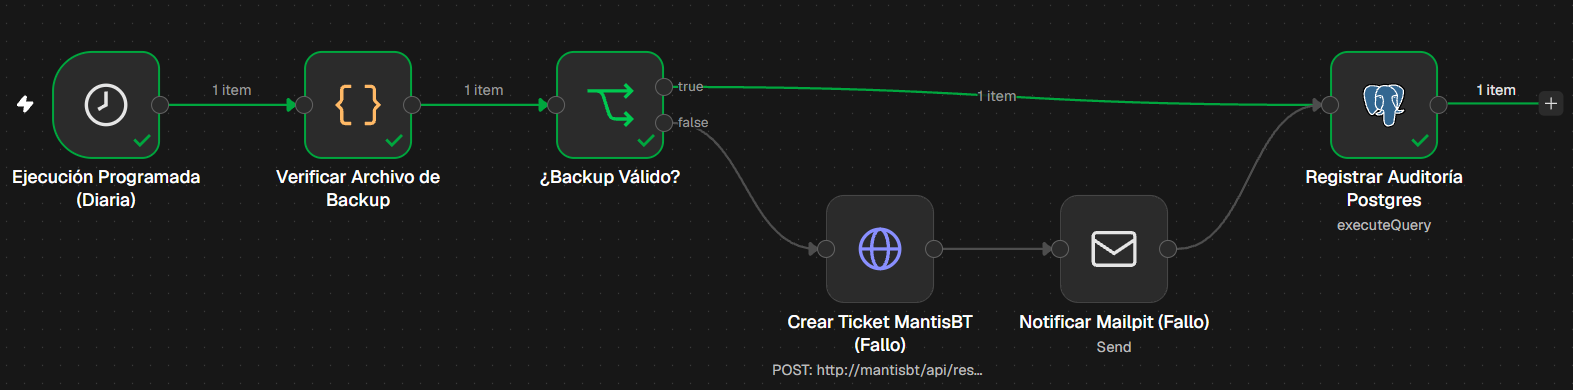 1 item
1 item
true
1 item
false
1 item
Ejecución Programada
(Diaria)
Verificar Archivo de
Backup
¿Backup Válido?
Registrar Auditoría
Postgres
executeQuery
Crear Ticket MantisBT
(Fallo)
POST: http://mantisbt/api/res...
Notificar Mailpit (Fallo)
Send